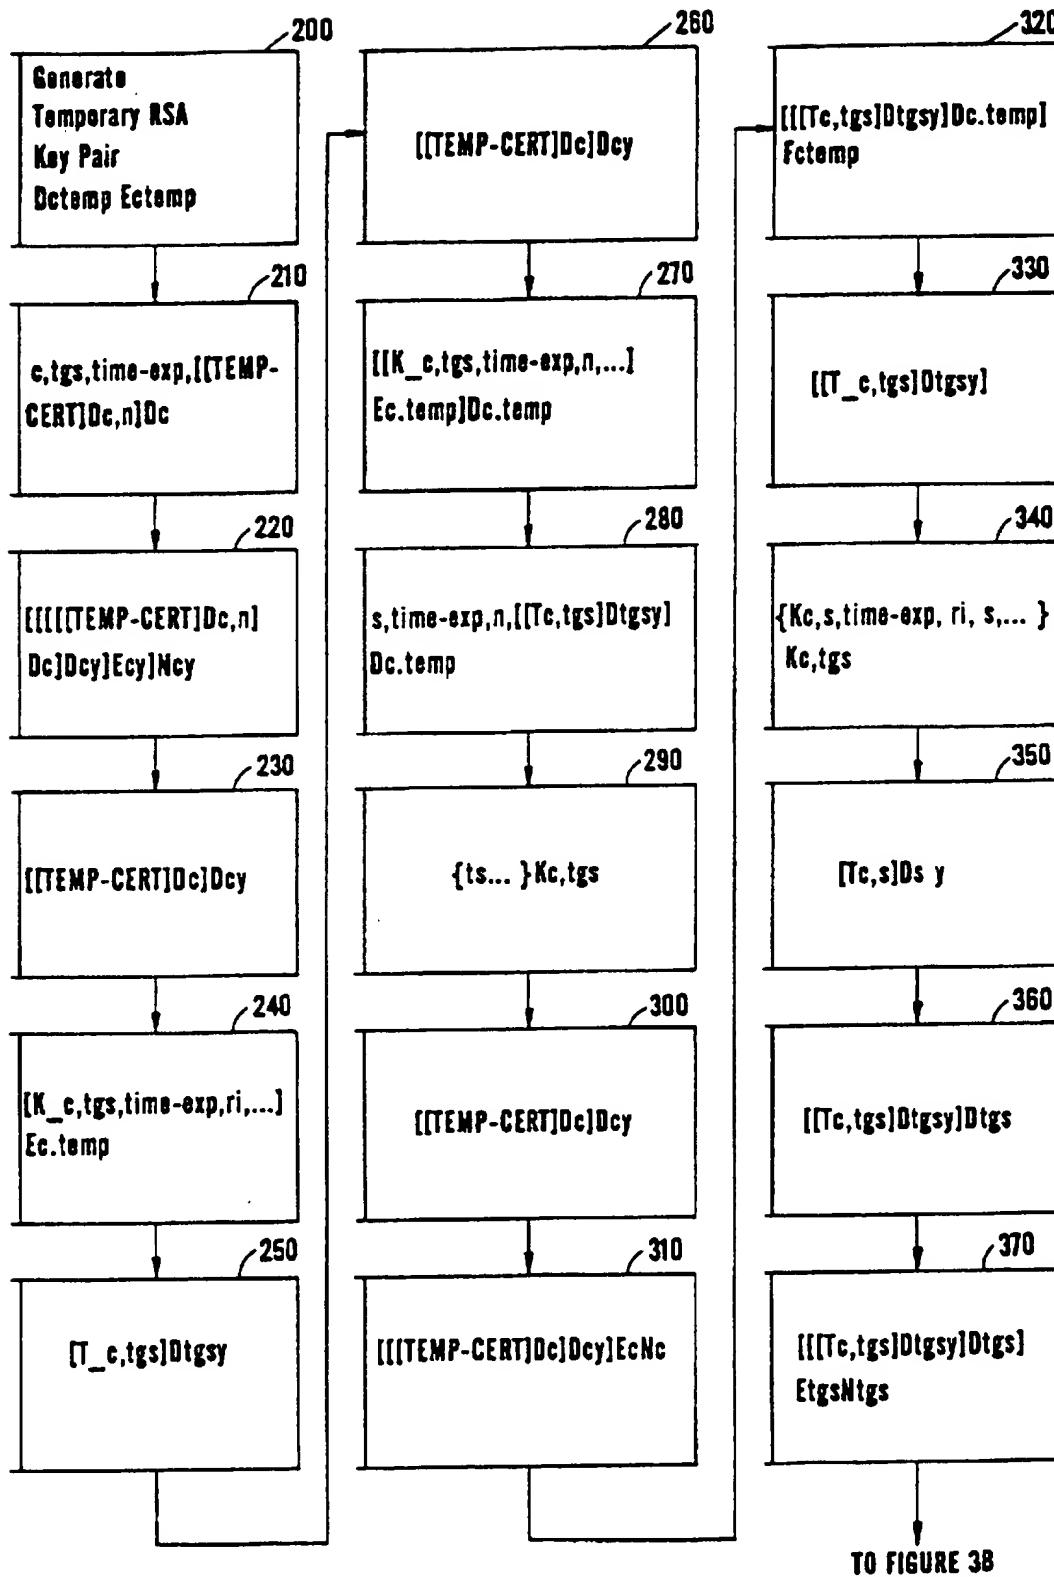 200
Generate
Temporary RSA
Key Pair
Dctemp Ectemp
210
c,tgs,time-exp,[[TEMP-
CERT]Dc,n]Dc
220
[[[[[TEMP-CERT]Dc,n]
Dc]Dcy]Ecy]Ncy
230
[[TEMP-CERT]Dc]Dcy
240
[K_c,tgs,time-exp,ri,...]
Ec.temp
250
[T_c,tgs]Dtgsy
260
[[TEMP-CERT]Dc]Dcy
270
[[K_c,tgs,time-exp,n,...]
Ec.temp]Dc.temp
280
s,time-exp,n,[[Tc,tgs]Dtgsy]
Dc.temp
290
{ts... }Kc,tgs
300
[[TEMP-CERT]Dc]Dcy
310
[[[TEMP-CERT]Dc]Dcy]EcNc
320
[[[Tc,tgs]Dtgsy]Dc.temp]
Fctemp
330
[[T_c,tgs]Dtgsy]
340
{Kc,s,time-exp, ri, s,... }
Kc,tgs
350
[Tc,s]Ds y
360
[[Tc,tgs]Dtgsy]Dtgs
370
[[[Tc,tgs]Dtgsy]Dtgs]
EtgsNtgs
TO FIGURE 3B